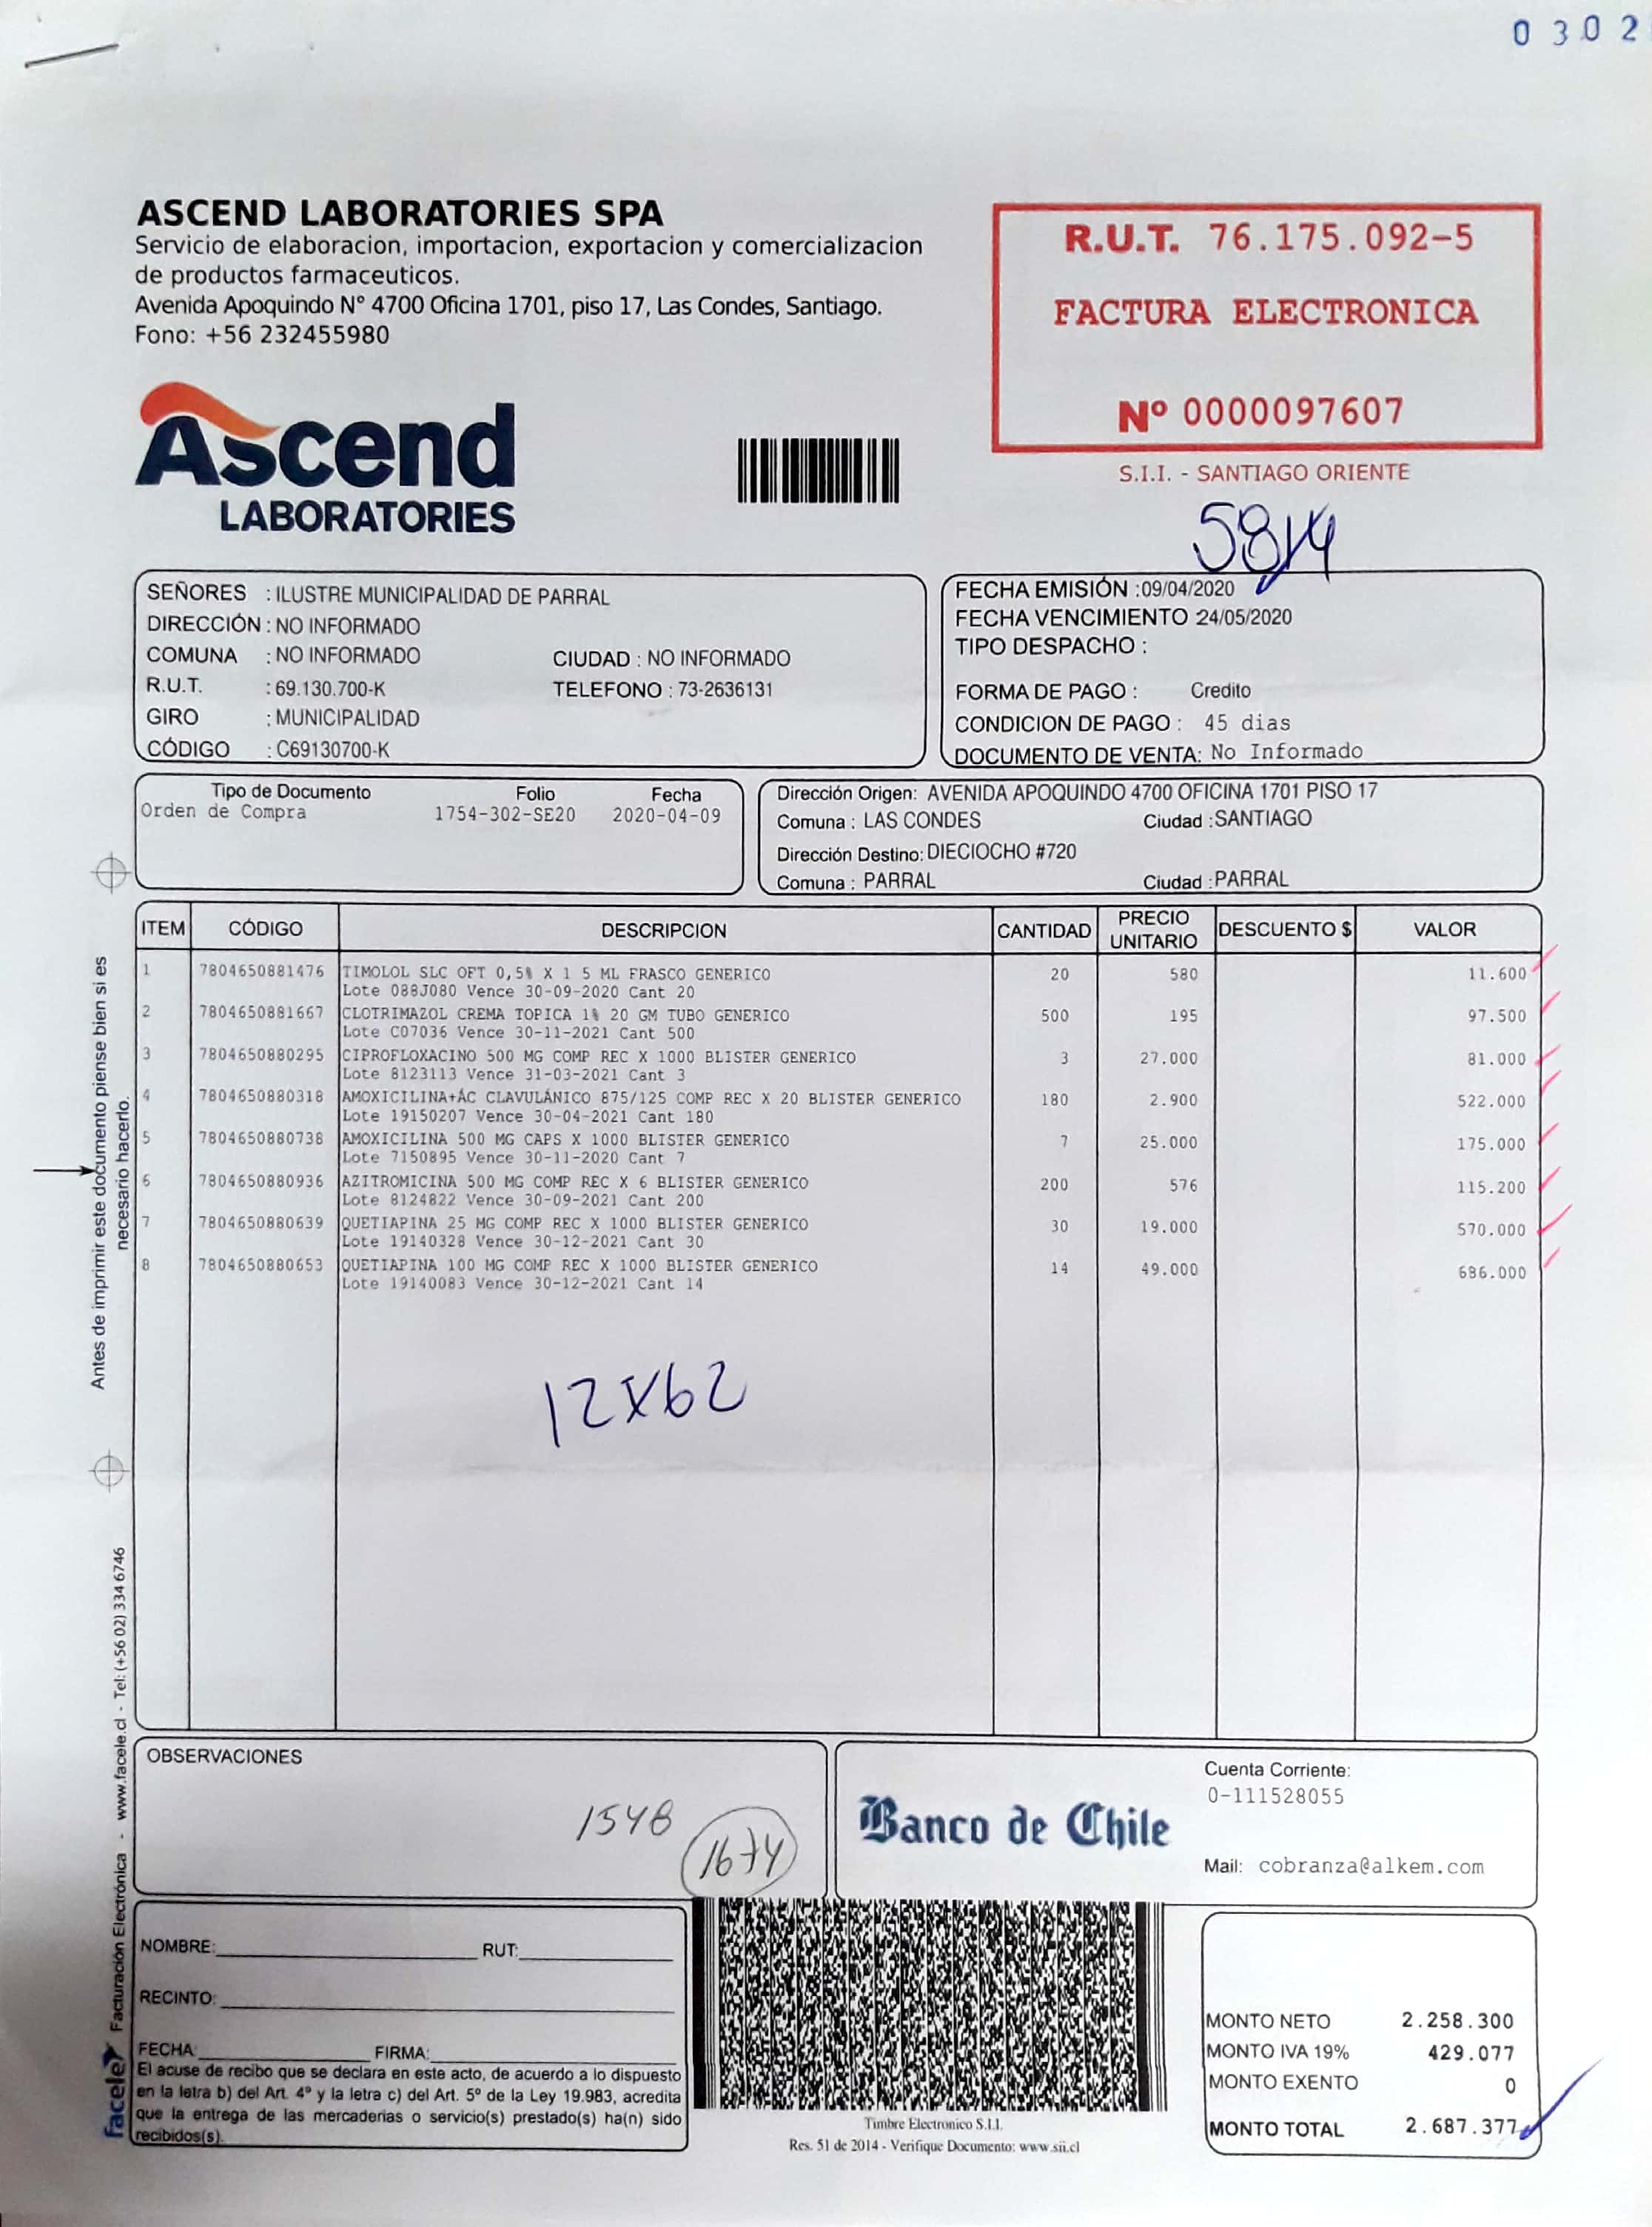 0302
ASCEND LABORATORIES SPA
Servicio de elaboracion, importacion, exportacion y comercializacion
de productos farmaceuticos.
Avenida Apoquindo N° 4700 Oficina 1701, piso 17, Las Condes, Santiago.
Fono: +56 232455980
R.U.T. 76.175.092-5
FACTURA ELECTRONICA
Nº 0000097607
S.I.I. - SANTIAGO ORIENTE
Ascend
LABORATORIES
SEÑORES : ILUSTRE MUNICIPALIDAD DE PARRAL
DIRECCIÓN : NO INFORMADO
COMUNA : NO INFORMADO CIUDAD : NO INFORMADO
R.U.T. : 69.130.700-K TELEFONO : 73-2636131
GIRO : MUNICIPALIDAD
CÓDIGO : C69130700-K
FECHA EMISIÓN :09/04/2020
FECHA VENCIMIENTO 24/05/2020
TIPO DESPACHO :
FORMA DE PAGO : Credito
CONDICION DE PAGO : 45 dias
DOCUMENTO DE VENTA: No Informado
Tipo de Documento Folio Fecha
Orden de Compra 1754-302-SE20 2020-04-09
Dirección Origen: AVENIDA APOQUINDO 4700 OFICINA 1701 PISO 17
Comuna : LAS CONDES Ciudad :SANTIAGO
Dirección Destino: DIECIOCHO #720
Comuna : PARRAL Ciudad :PARRAL
ITEM CÓDIGO DESCRIPCION CANTIDAD PRECIO UNITARIO DESCUENTO $ VALOR
1 7804650881476 TIMOLOL SLC OFT 0,5% X 1 5 ML FRASCO GENERICO 20 580 11.600
Lote 088J080 Vence 30-09-2020 Cant 20
2 7804650881667 CLOTRIMAZOL CREMA TOPICA 1% 20 GM TUBO GENERICO 500 195 97.500
Lote C07036 Vence 30-11-2021 Cant 500
3 7804650880295 CIPROFLOXACINO 500 MG COMP REC X 1000 BLISTER GENERICO 3 27.000 81.000
Lote 8123113 Vence 31-03-2021 Cant 3
4 7804650880318 AMOXICILINA+ÁC CLAVULÁNICO 875/125 COMP REC X 20 BLISTER GENERICO 180 2.900 522.000
Lote 19150207 Vence 30-04-2021 Cant 180
5 7804650880738 AMOXICILINA 500 MG CAPS X 1000 BLISTER GENERICO 7 25.000 175.000
Lote 7150895 Vence 30-11-2020 Cant 7
6 7804650880936 AZITROMICINA 500 MG COMP REC X 6 BLISTER GENERICO 200 576 115.200
Lote 8124822 Vence 30-09-2021 Cant 200
7 7804650880639 QUETIAPINA 25 MG COMP REC X 1000 BLISTER GENERICO 30 19.000 570.000
Lote 19140328 Vence 30-12-2021 Cant 30
8 7804650880653 QUETIAPINA 100 MG COMP REC X 1000 BLISTER GENERICO 14 49.000 686.000
Lote 19140083 Vence 30-12-2021 Cant 14
12x62
Antes de imprimir este documento piense bien si es
necesario hacerlo.
facele Facturación Electrónica - www.facele.cl - Tel: (+56 02) 334 6746
OBSERVACIONES
1548
1674
Banco de Chile
Cuenta Corriente:
0-111528055
Mail: cobranza@alkem.com
NOMBRE: RUT:
RECINTO:
FECHA: FIRMA:
El acuse de recibo que se declara en este acto, de acuerdo a lo dispuesto
en la letra b) del Art. 4º y la letra c) del Art. 5º de la Ley 19.983, acredita
que la entrega de las mercaderias o servicio(s) prestado(s) ha(n) sido
recibidos(s).
Timbre Electronico S.I.I.
Res. 51 de 2014 - Verifique Documento: www.sii.cl
MONTO NETO 2.258.300
MONTO IVA 19% 429.077
MONTO EXENTO 0
MONTO TOTAL 2.687.377